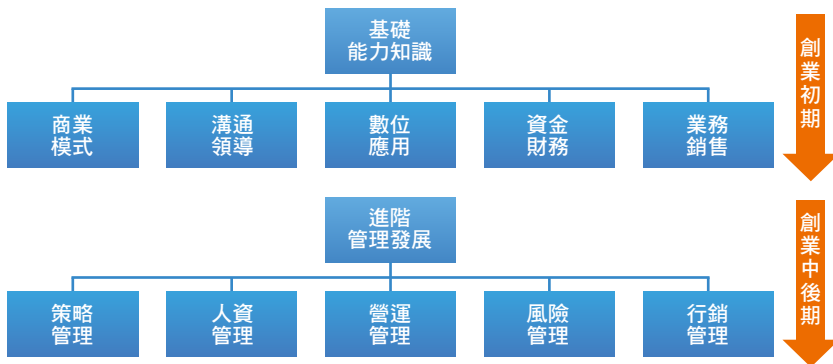 基礎
能力知識
創業初期
商業
模式
溝通
領導
數位
應用
資金
財務
業務
銷售
進階
管理發展
創業中後期
策略
管理
人資
管理
營運
管理
風險
管理
行銷
管理